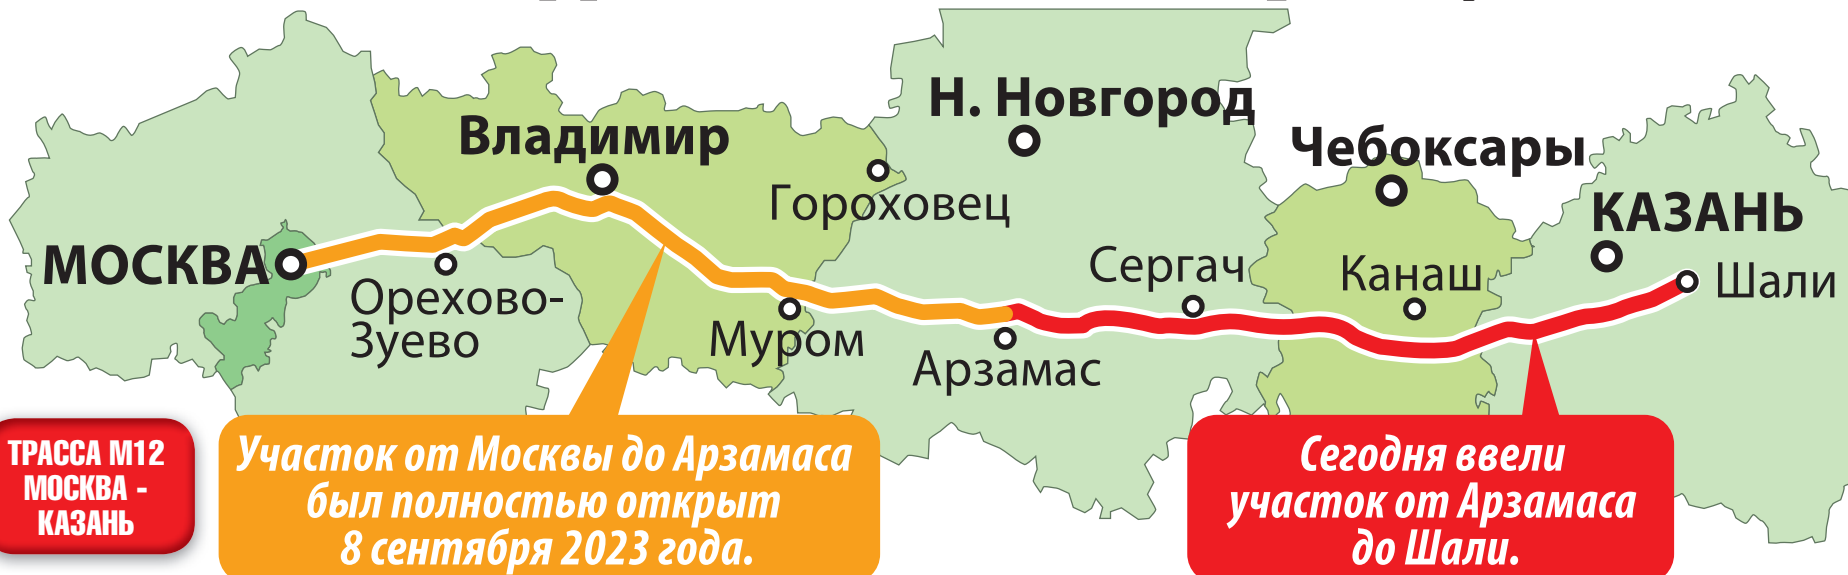 Н. Новгород
Владимир
Чебоксары
Гороховец
КАЗАНЬ
МОСКВА
Сергач
Канаш
Шали
Орехово-
Зуево
Муром
Арзамас
ТРАССА М12
МОСКВА -
КАЗАНЬ
Участок от Москвы до Арзамаса
был полностью открыт
8 сентября 2023 года.
Сегодня ввели
участок от Арзамаса
до Шали.